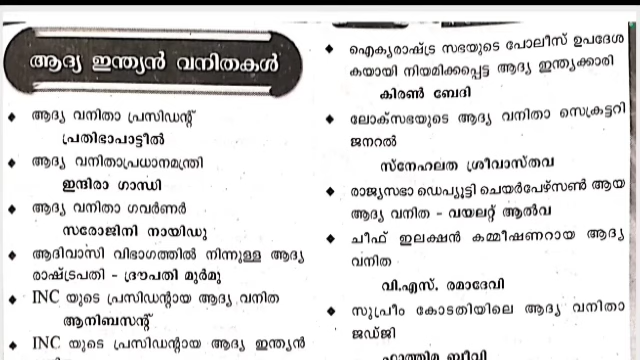 ആദ്യ ഇന്ത്യൻ വനിതകൾ
◆ ആദ്യ വനിതാ പ്രസിഡന്റ്
പ്രതിഭാപാട്ടീൽ
◆ ആദ്യ വനിതാപ്രധാനമന്ത്രി
ഇന്ദിരാ ഗാന്ധി
◆ ആദ്യ വനിതാ ഗവർണർ
സരോജിനി നായിഡു
◆ ആദിവാസി വിഭാഗത്തിൽ നിന്നുള്ള ആദ്യ
രാഷ്ട്രപതി - ദ്രൗപതി മുർമു
◆ INC യുടെ പ്രസിഡന്റായ ആദ്യ വനിത
ആനിബസന്റ്
◆ INC യുടെ പ്രസിഡന്റായ ആദ്യ ഇന്ത്യൻ
◆ ഐക്യരാഷ്ട്ര സഭയുടെ പോലീസ് ഉപദേശ
കയായി നിയമിക്കപ്പെട്ട ആദ്യ ഇന്ത്യക്കാരി
കിരൺ ബേദി
◆ ലോക്സഭയുടെ ആദ്യ വനിതാ സെക്രട്ടറി
ജനറൽ
സ്നേഹലത ശ്രീവാസ്തവ
◆ രാജ്യസഭാ ഡെപ്യൂട്ടി ചെയർപേഴ്സൺ ആയ
ആദ്യ വനിത - വയലറ്റ് ആൽവ
◆ ചീഫ് ഇലക്ഷൻ കമ്മീഷണറായ ആദ്യ
വനിത
വി.എസ്. രമാദേവി
◆ സുപ്രീം കോടതിയിലെ ആദ്യ വനിതാ
ജഡ്ജി
ഫാത്തിമ ബീവി